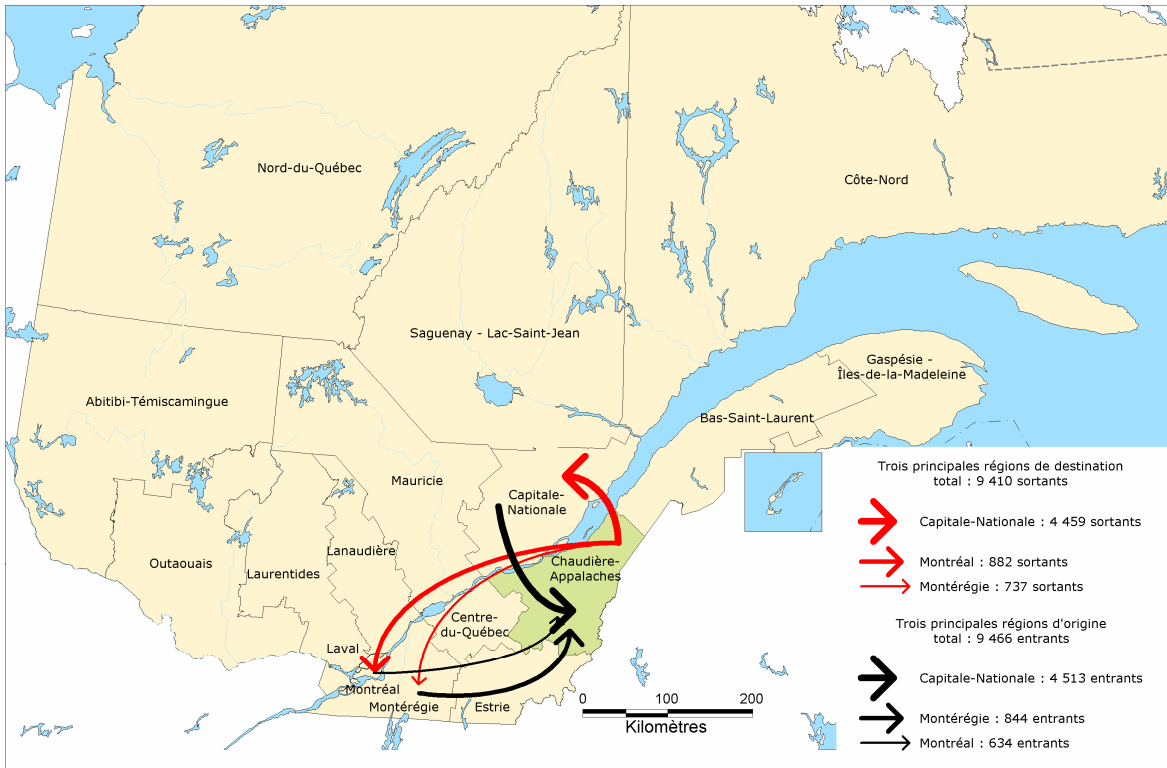 Nord-du-Québec
Côte-Nord
Saguenay - Lac-Saint-Jean
Gaspésie -
Îles-de-la-Madeleine
Abitibi-Témiscamingue
Bas-Saint-Laurent
Mauricie
Capitale-
Nationale
Lanaudière
Outaouais
Laurentides
Chaudière-
Appalaches
Centre-
du-Québec
Laval
Montréal
Montérégie
Estrie
0 100 200
Kilomètres
Trois principales régions de destination
total : 9 410 sortants
Capitale-Nationale : 4 459 sortants
Montréal : 882 sortants
Montérégie : 737 sortants
Trois principales régions d'origine
total : 9 466 entrants
Capitale-Nationale : 4 513 entrants
Montérégie : 844 entrants
Montréal : 634 entrants